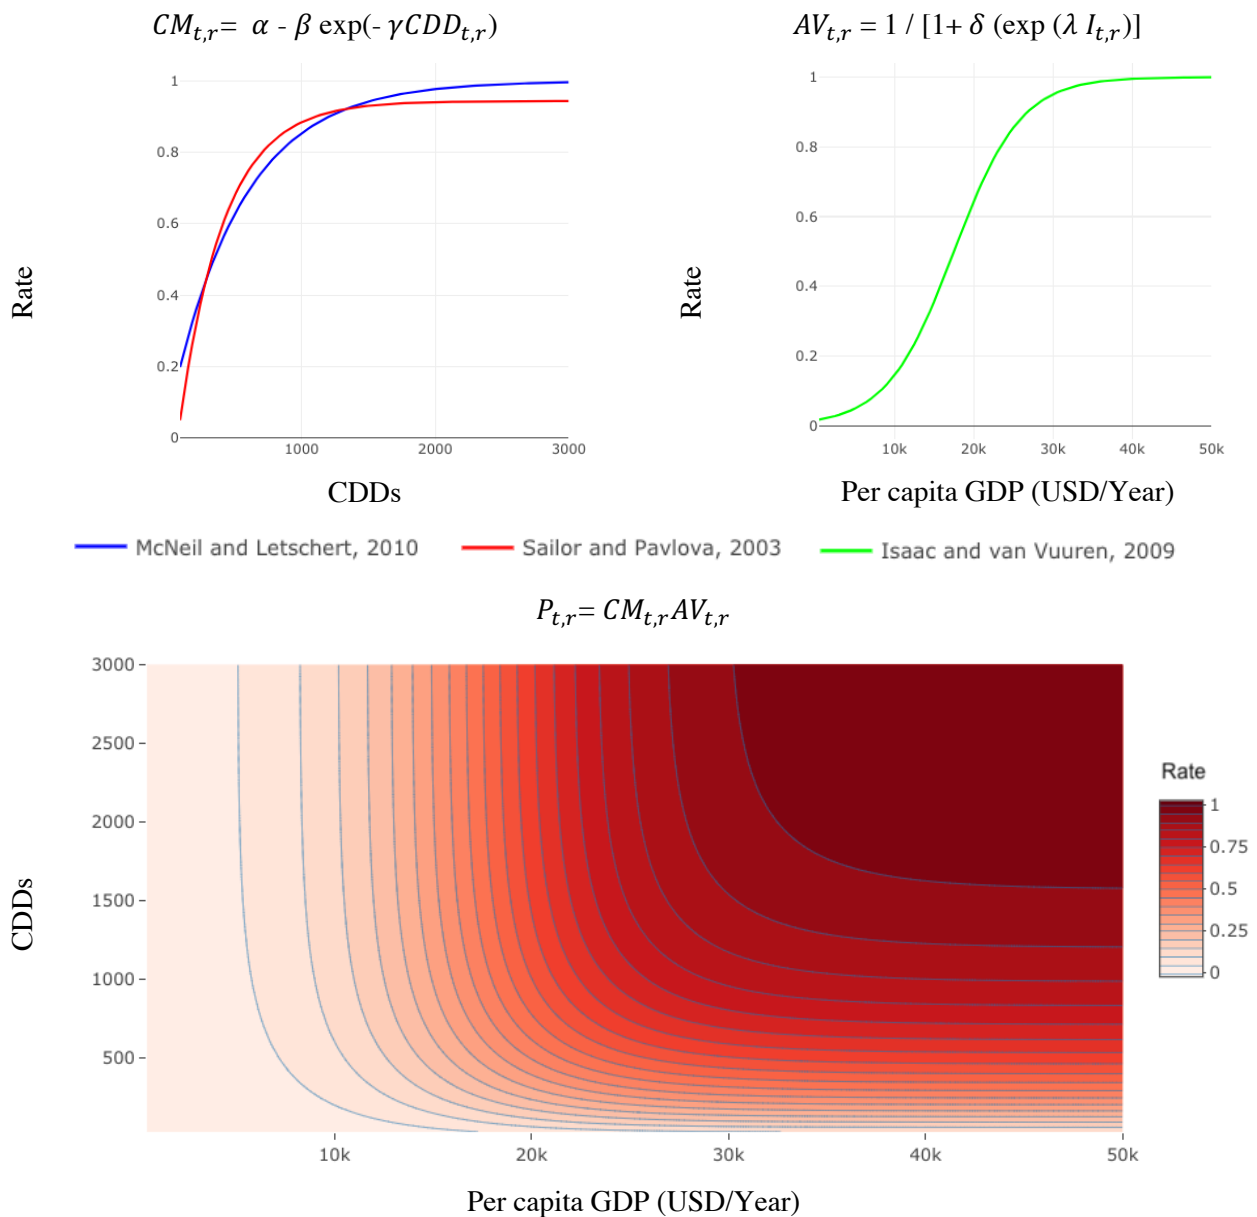 CM_{t,r}= α - β exp(- γCDD_{t,r})
AV_{t,r} = 1 / [1+ δ (exp (λ I_{t,r})]
Rate
1
0.8
0.6
0.4
0.2
0
1000 2000 3000
CDDs
Rate
1
0.8
0.6
0.4
0.2
0
10k 20k 30k 40k 50k
Per capita GDP (USD/Year)
McNeil and Letschert, 2010 Sailor and Pavlova, 2003 Isaac and van Vuuren, 2009
P_{t,r}= CM_{t,r}AV_{t,r}
CDDs
3000
2500
2000
1500
1000
500
10k 20k 30k 40k 50k
Per capita GDP (USD/Year)
Rate
1
0.75
0.5
0.25
0